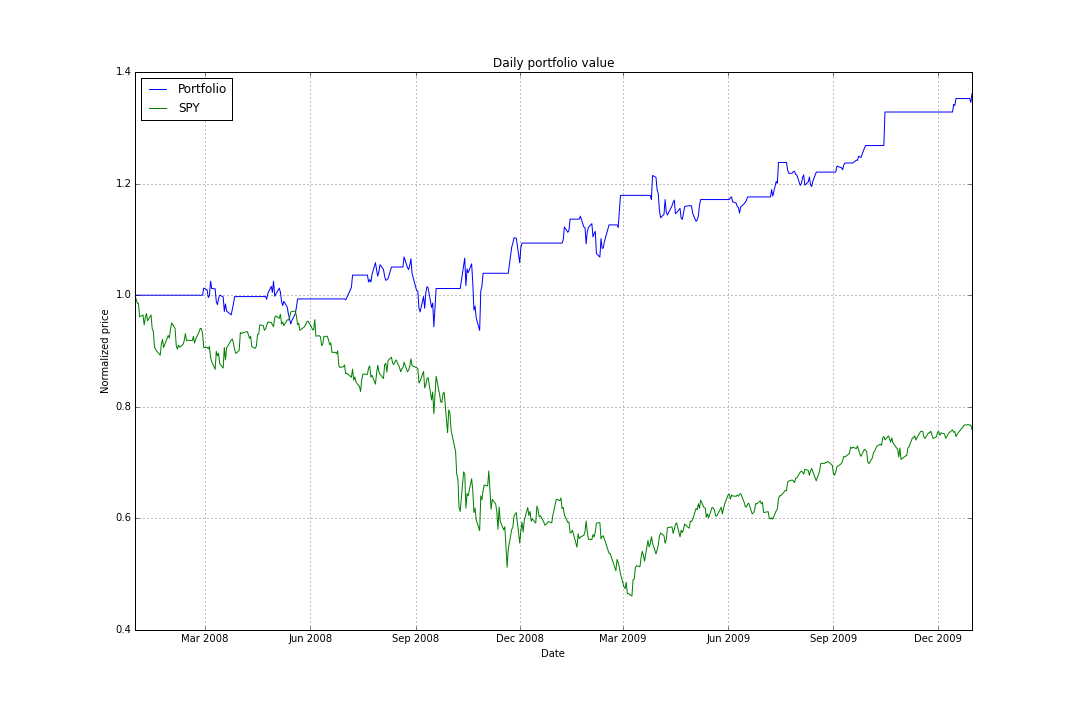 Daily portfolio value
Portfolio
SPY
1.4
1.2
1.0
0.8
0.6
0.4
Normalized price
Mar 2008 Jun 2008 Sep 2008 Dec 2008 Mar 2009 Jun 2009 Sep 2009 Dec 2009
Date